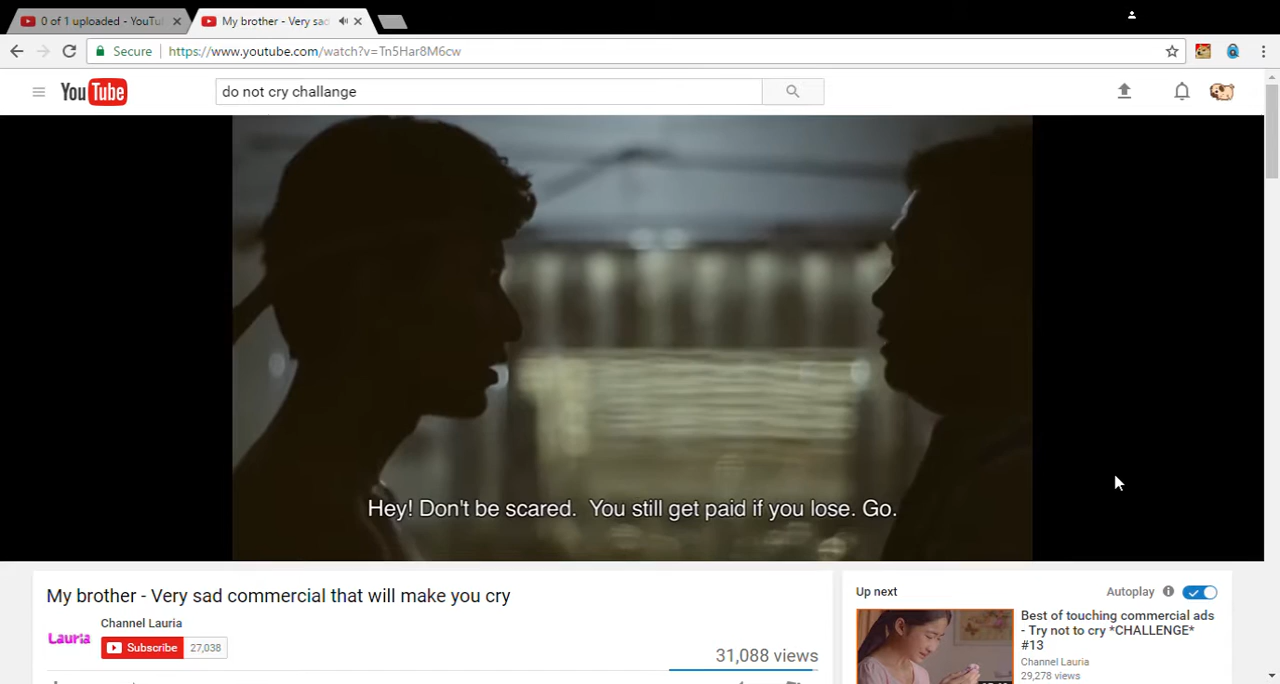 0 of 1 uploaded - YouTu
My brother - Very sad
Secure
https://www.youtube.com/watch?v=Tn5Har8M6cw
YouTube
do not cry challange
Hey! Don't be scared. You still get paid if you lose. Go.
My brother - Very sad commercial that will make you cry
Channel Lauria
Lauria
Subscribe 27,038
31,088 views
Up next
Autoplay
Best of touching commercial ads
- Try not to cry *CHALLENGE*
#13
Channel Lauria
29,278 views